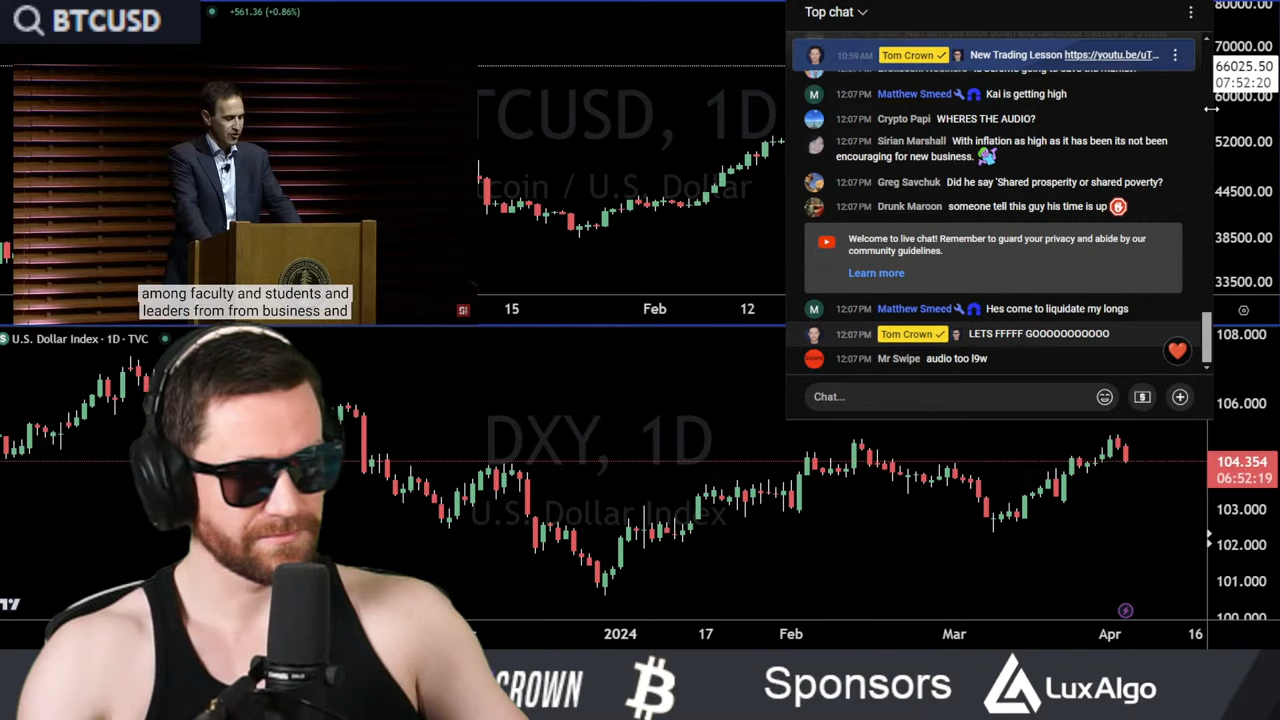 BTCUSD
+561.36 (+0.86%)
TCUSD, 1D
tcoin / U.S. Dollar
among faculty and students and
leaders from from business and
15
Feb
12
Top chat
10:59 AM Tom Crown New Trading Lesson https://youtu.be/uT...
12:07 PM Matthew Smeed Kai is getting high
12:07 PM Crypto Papi WHERES THE AUDIO?
12:07 PM Sirian Marshall With inflation as high as it has been its not been
encouraging for new business.
12:07 PM Greg Savchuk Did he say 'Shared prosperity or shared poverty?
12:07 PM Drunk Maroon someone tell this guy his time is up
Welcome to live chat! Remember to guard your privacy and abide by our
community guidelines.
Learn more
12:07 PM Matthew Smeed Hes come to liquidate my longs
12:07 PM Tom Crown LETS FFFFF GOOOOOOOOOOO
12:07 PM Mr Swipe audio too l9w
Chat...
80000.00
70000.00
66025.50
07:52:20
60000.00
52000.00
44500.00
38500.00
33500.00
U.S. Dollar Index · 1D · TVC
DXY, 1D
U.S. Dollar Index
108.000
106.000
104.354
06:52:19
103.000
102.000
101.000
100.000
2024
17
Feb
Mar
Apr
16
CROWN
Sponsors
LuxAlgo